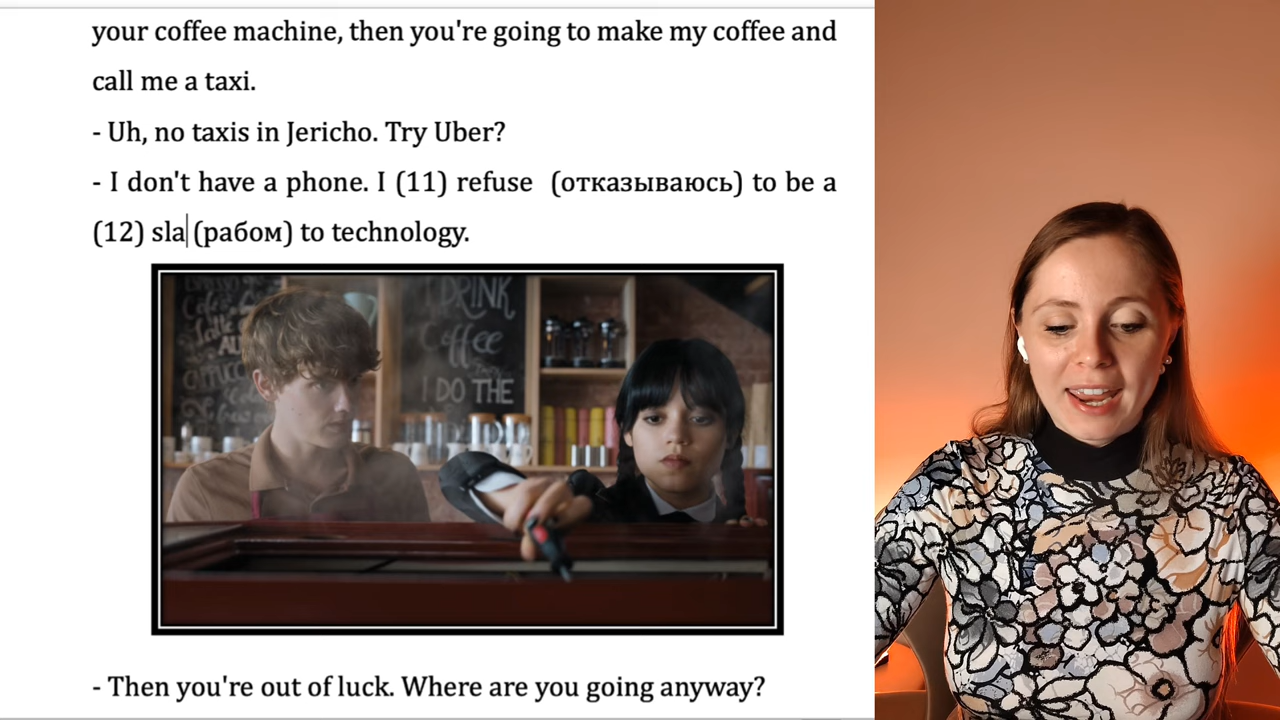 your coffee machine, then you're going to make my coffee and
call me a taxi.
- Uh, no taxis in Jericho. Try Uber?
- I don't have a phone. I (11) refuse (отказываюсь) to be a
(12) sla (рабом) to technology.
I DRINK
Coffee
I DO THE
- Then you're out of luck. Where are you going anyway?